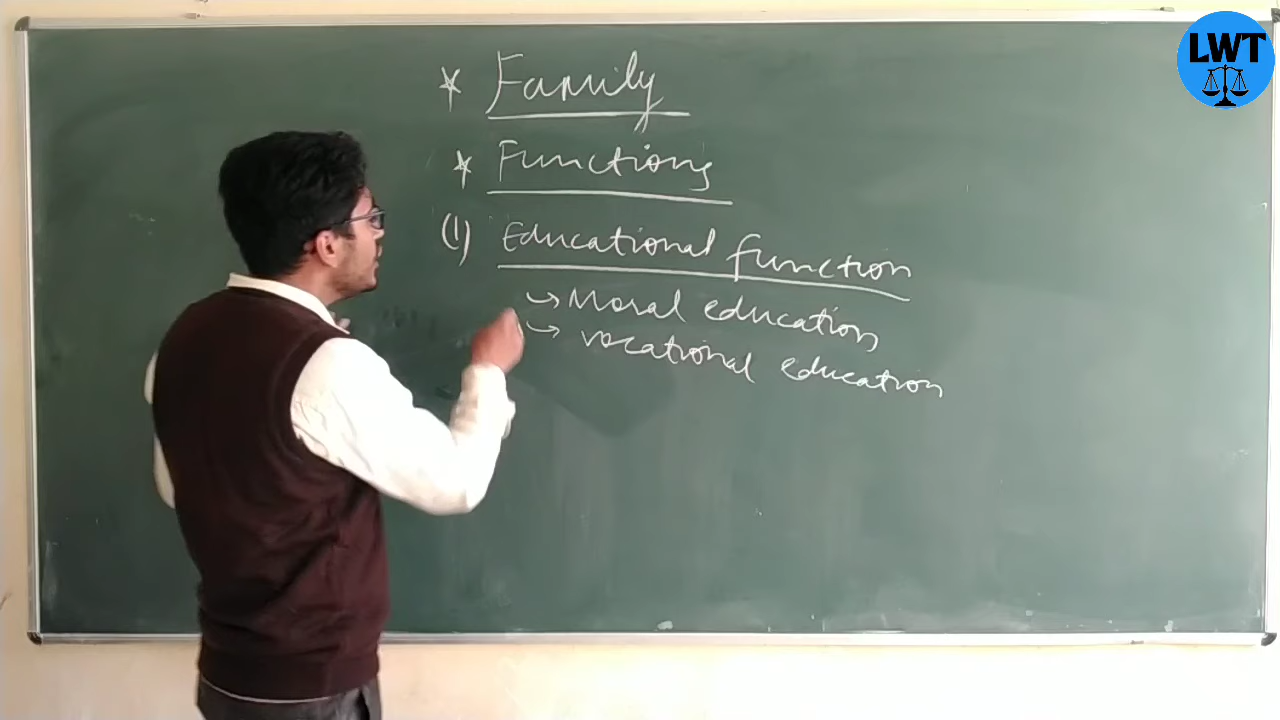 LWT
* Family
* Functions
(1) Educational function
↳ Moral education
↳ vocational education